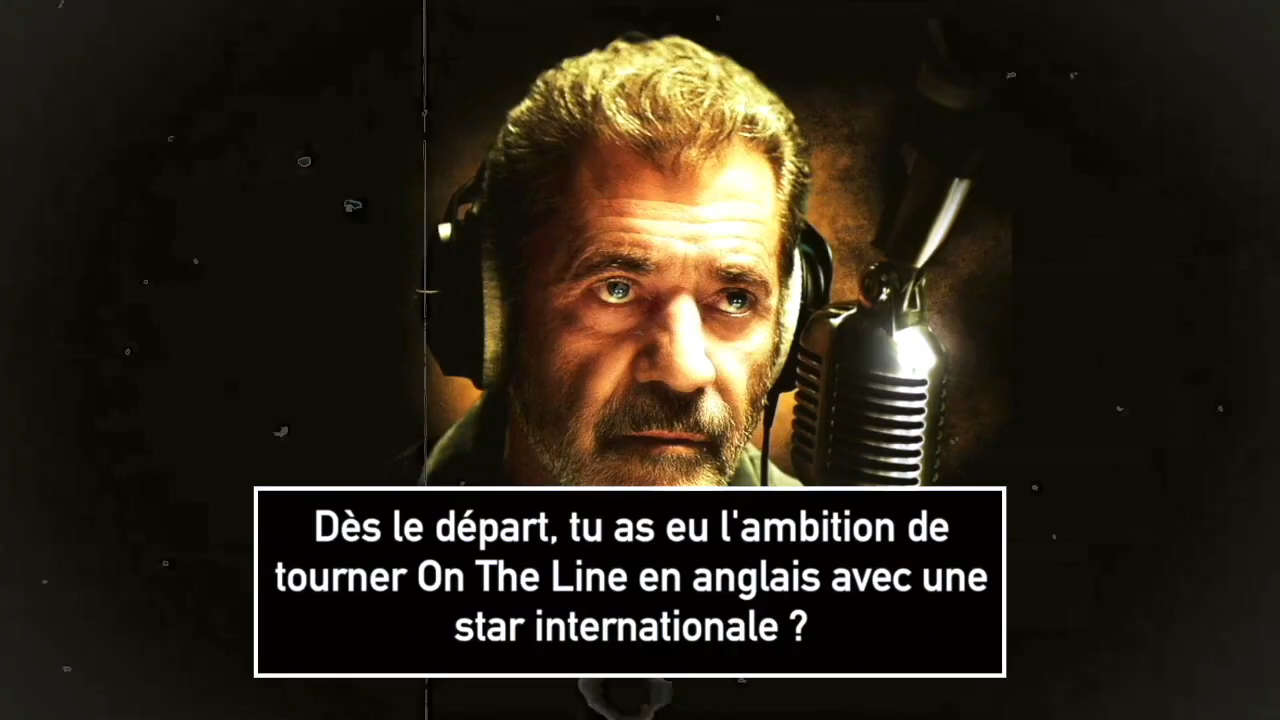 Dès le départ, tu as eu l'ambition de
tourner On The Line en anglais avec une
star internationale ?